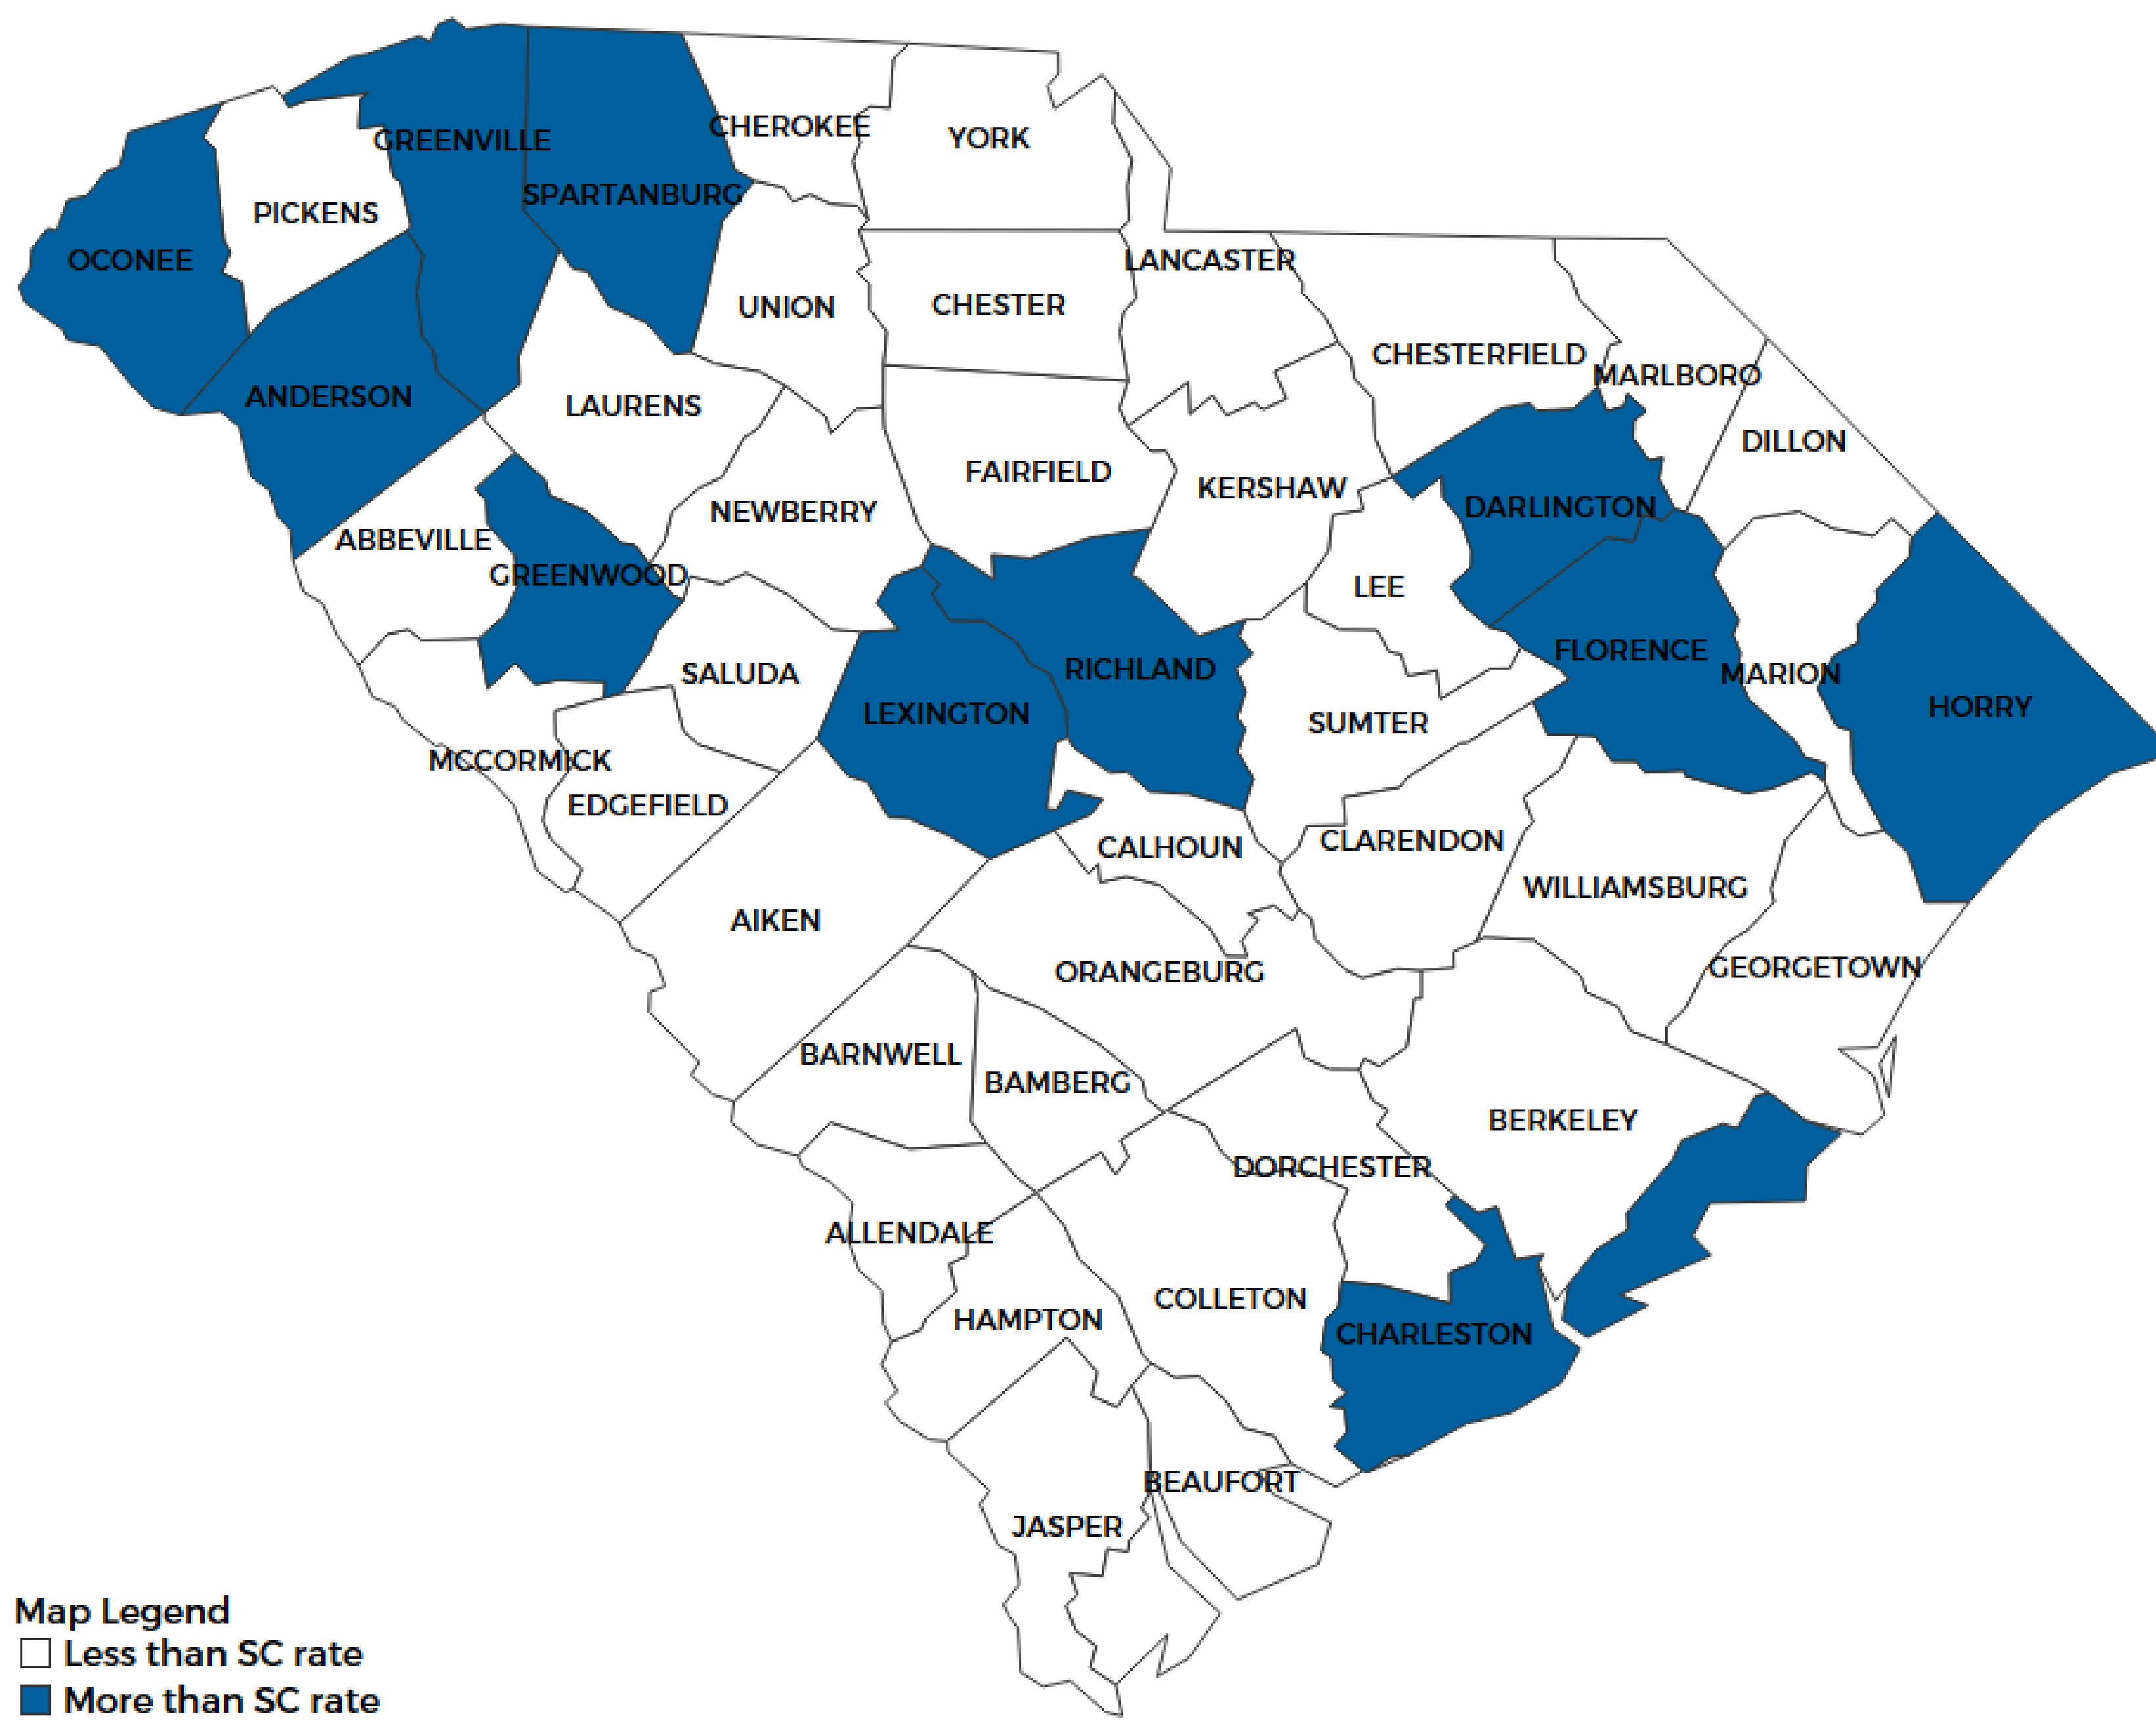 CHEROKEE
YORK
GREENVILLE
SPARTANBURG
PICKENS
OCONEE
LANCASTER
UNION
CHESTER
CHESTERFIELD
MARLBORO
ANDERSON
LAURENS
DILLON
FAIRFIELD
KERSHAW
NEWBERRY
DARLINGTON
ABBEVILLE
GREENWOOD
LEE
FLORENCE
SALUDA
RICHLAND
MARION
LEXINGTON
SUMTER
HORRY
MCCORMICK
EDGEFIELD
CALHOUN
CLARENDON
WILLIAMSBURG
AIKEN
ORANGEBURG
GEORGETOWN
BARNWELL
BAMBERG
BERKELEY
DORCHESTER
ALLENDALE
HAMPTON
COLLETON
CHARLESTON
BEAUFORT
JASPER
Map Legend
Less than SC rate
More than SC rate